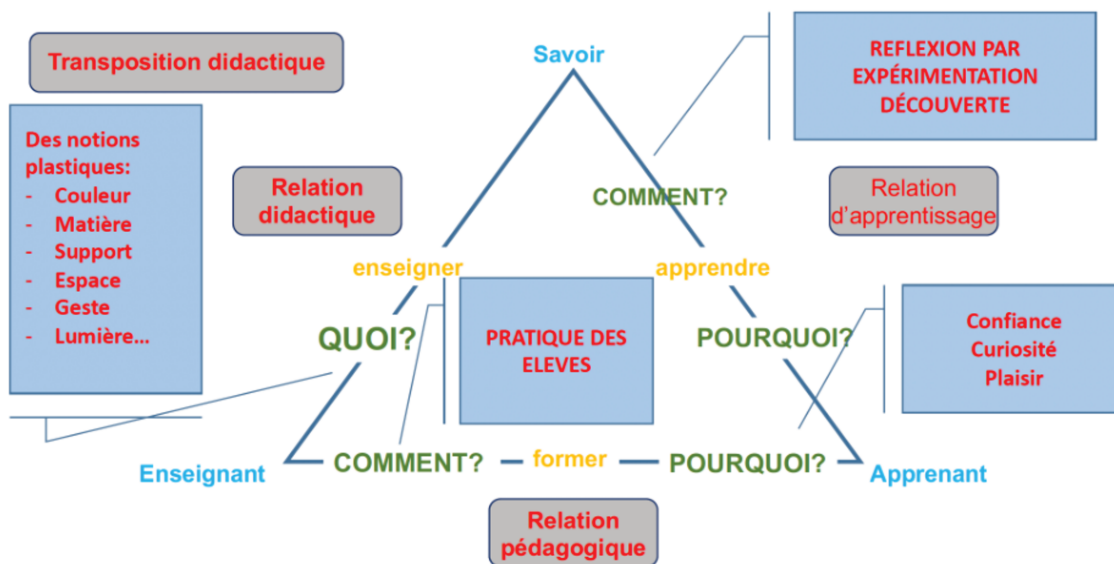 Transposition didactique
Savoir
REFLEXION PAR
EXPÉRIMENTATION
DÉCOUVERTE
Des notions
plastiques:
- Couleur
- Matière
- Support
- Espace
- Geste
- Lumière...
Relation
didactique
COMMENT?
Relation
d'apprentissage
enseigner
apprendre
QUOI?
PRATIQUE DES
ELEVES
POURQUOI?
Confiance
Curiosité
Plaisir
Enseignant
COMMENT?
former
POURQUOI?
Apprenant
Relation
pédagogique